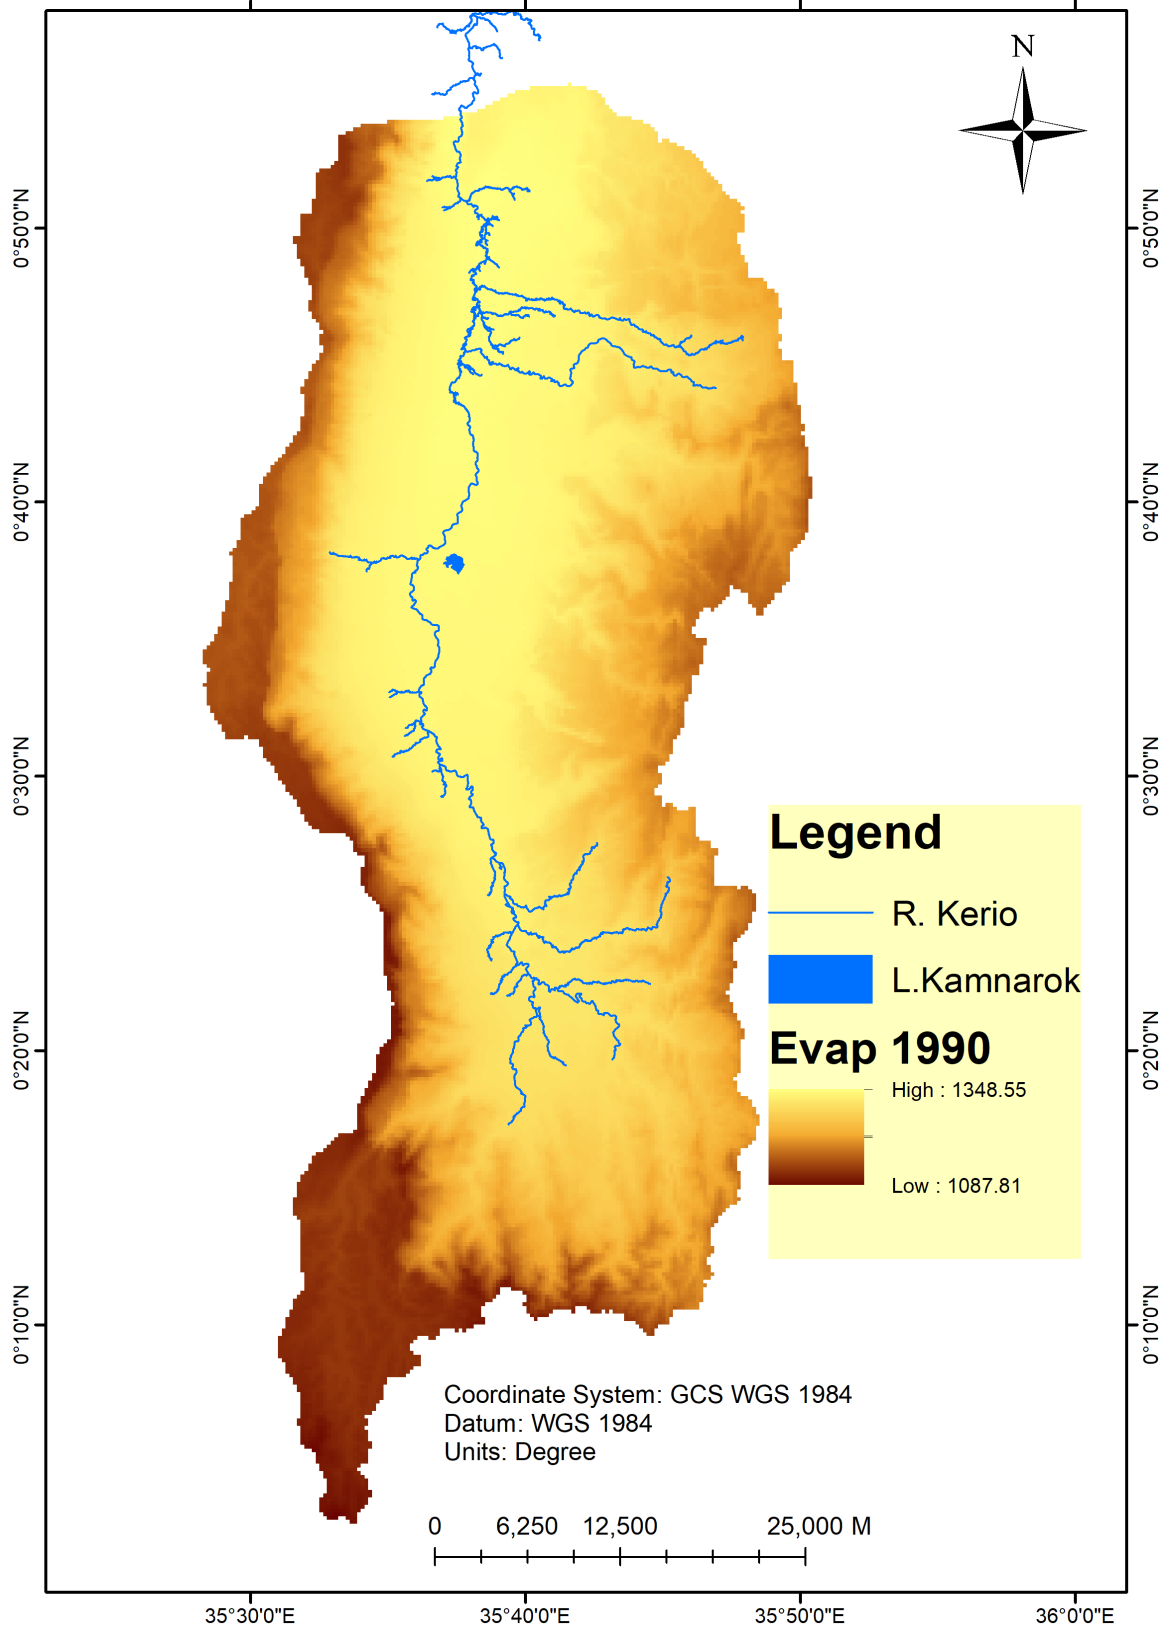 N
0°50'0"N
0°50'0"N
0°40'0"N
0°40'0"N
0°30'0"N
0°30'0"N
Legend
R. Kerio
L.Kamnarok
Evap 1990
High : 1348.55
Low : 1087.81
0°20'0"N
0°20'0"N
0°10'0"N
0°10'0"N
Coordinate System: GCS WGS 1984
Datum: WGS 1984
Units: Degree
0 6,250 12,500 25,000 M
35°30'0"E 35°40'0"E 35°50'0"E 36°0'0"E